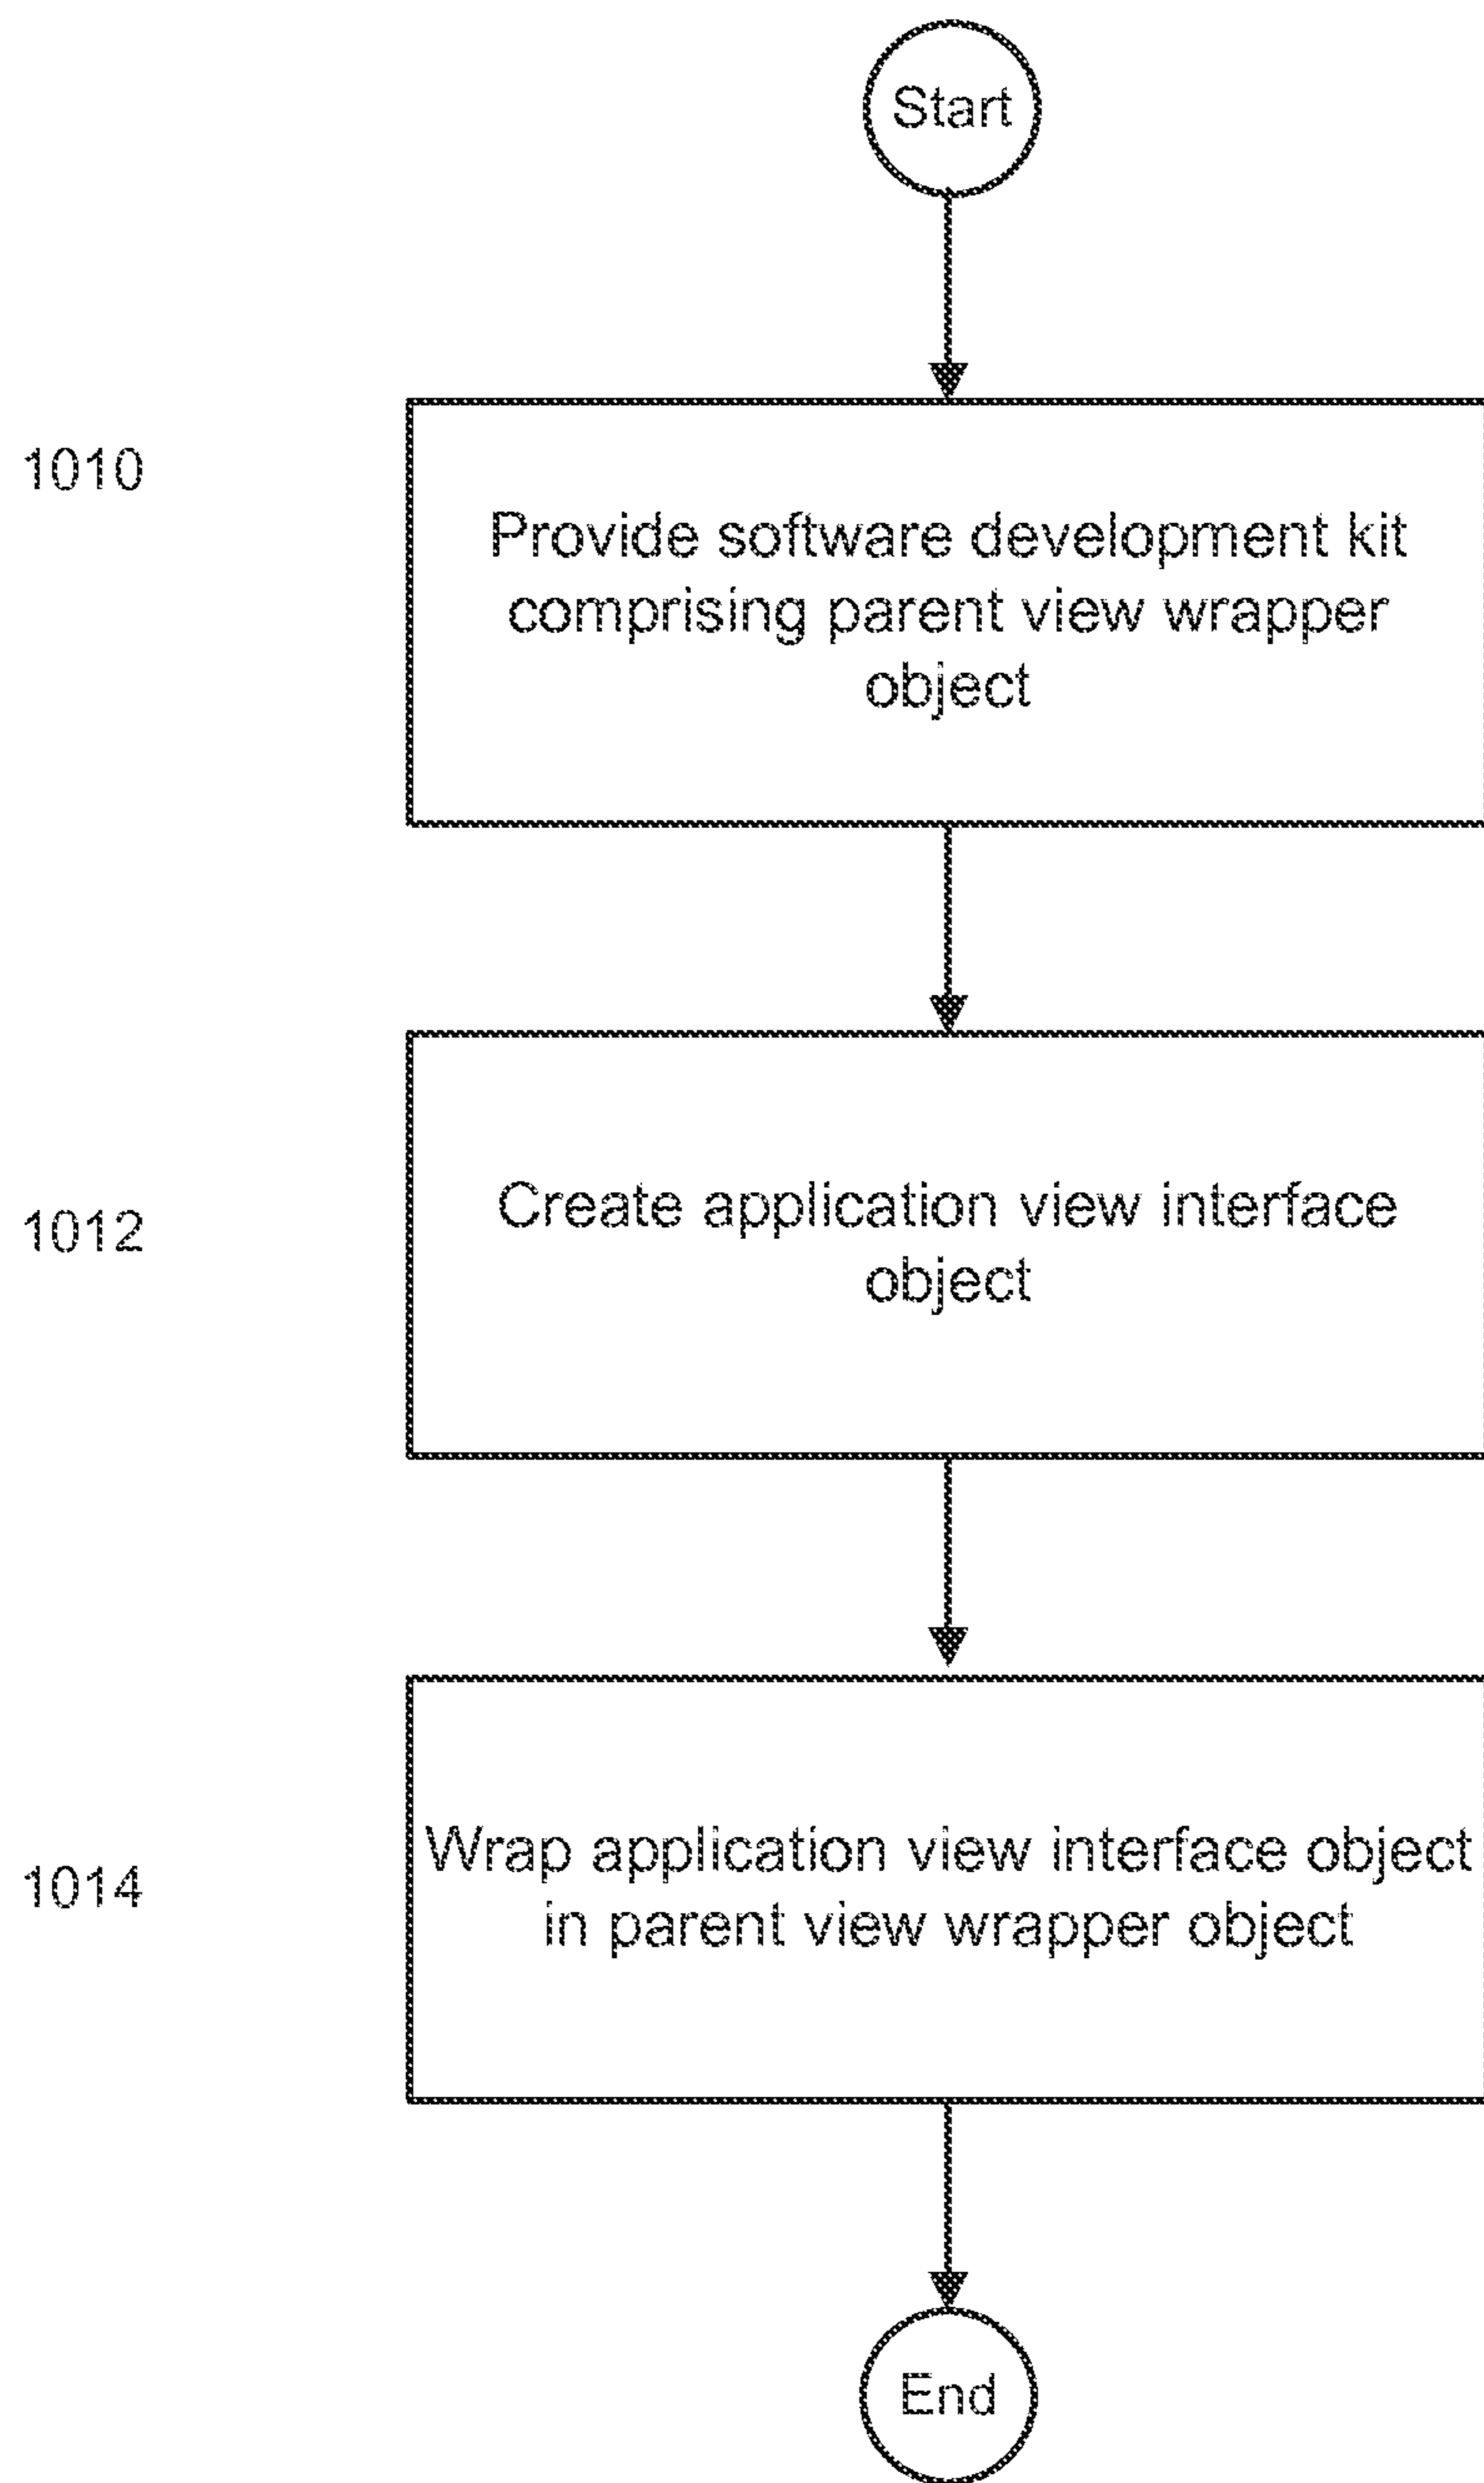 Start
1010
Provide software development kit
comprising parent view wrapper
object
1012
Create application view interface
object
1014
Wrap application view interface object
in parent view wrapper object
End